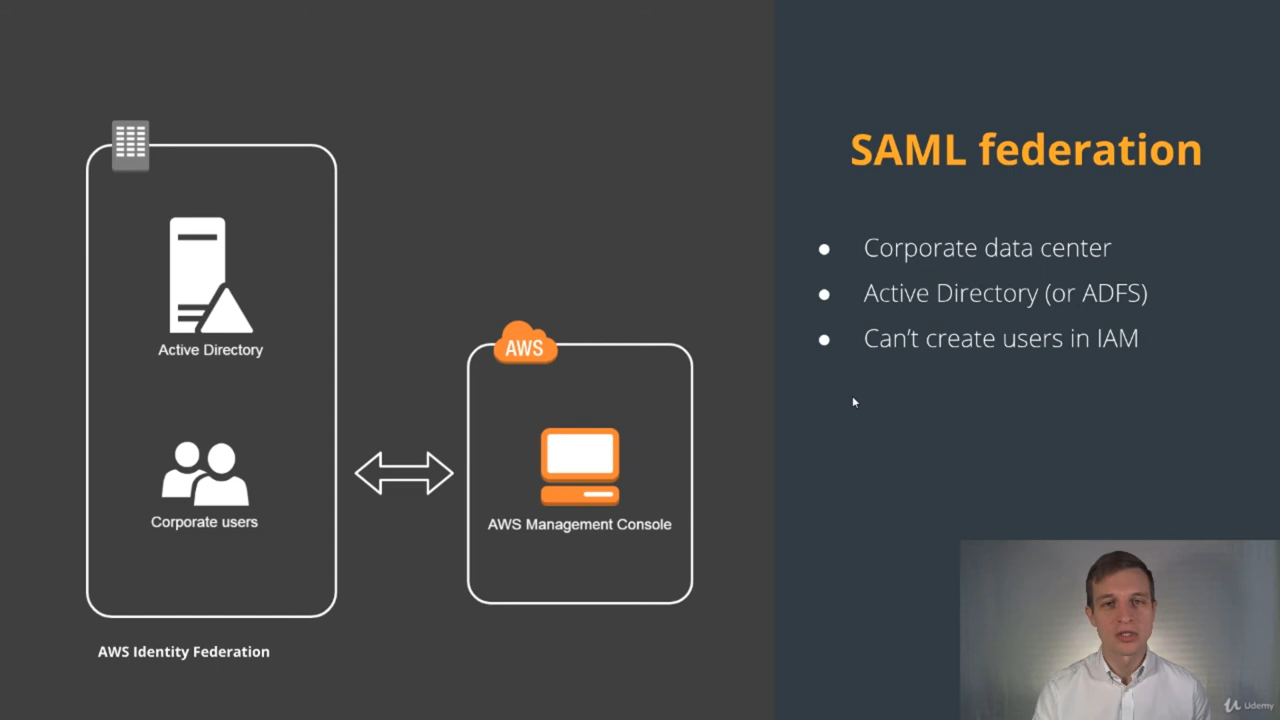 SAML federation
Corporate data center
Active Directory (or ADFS)
Can't create users in IAM
Active Directory
Corporate users
AWS
AWS Management Console
AWS Identity Federation
Udemy